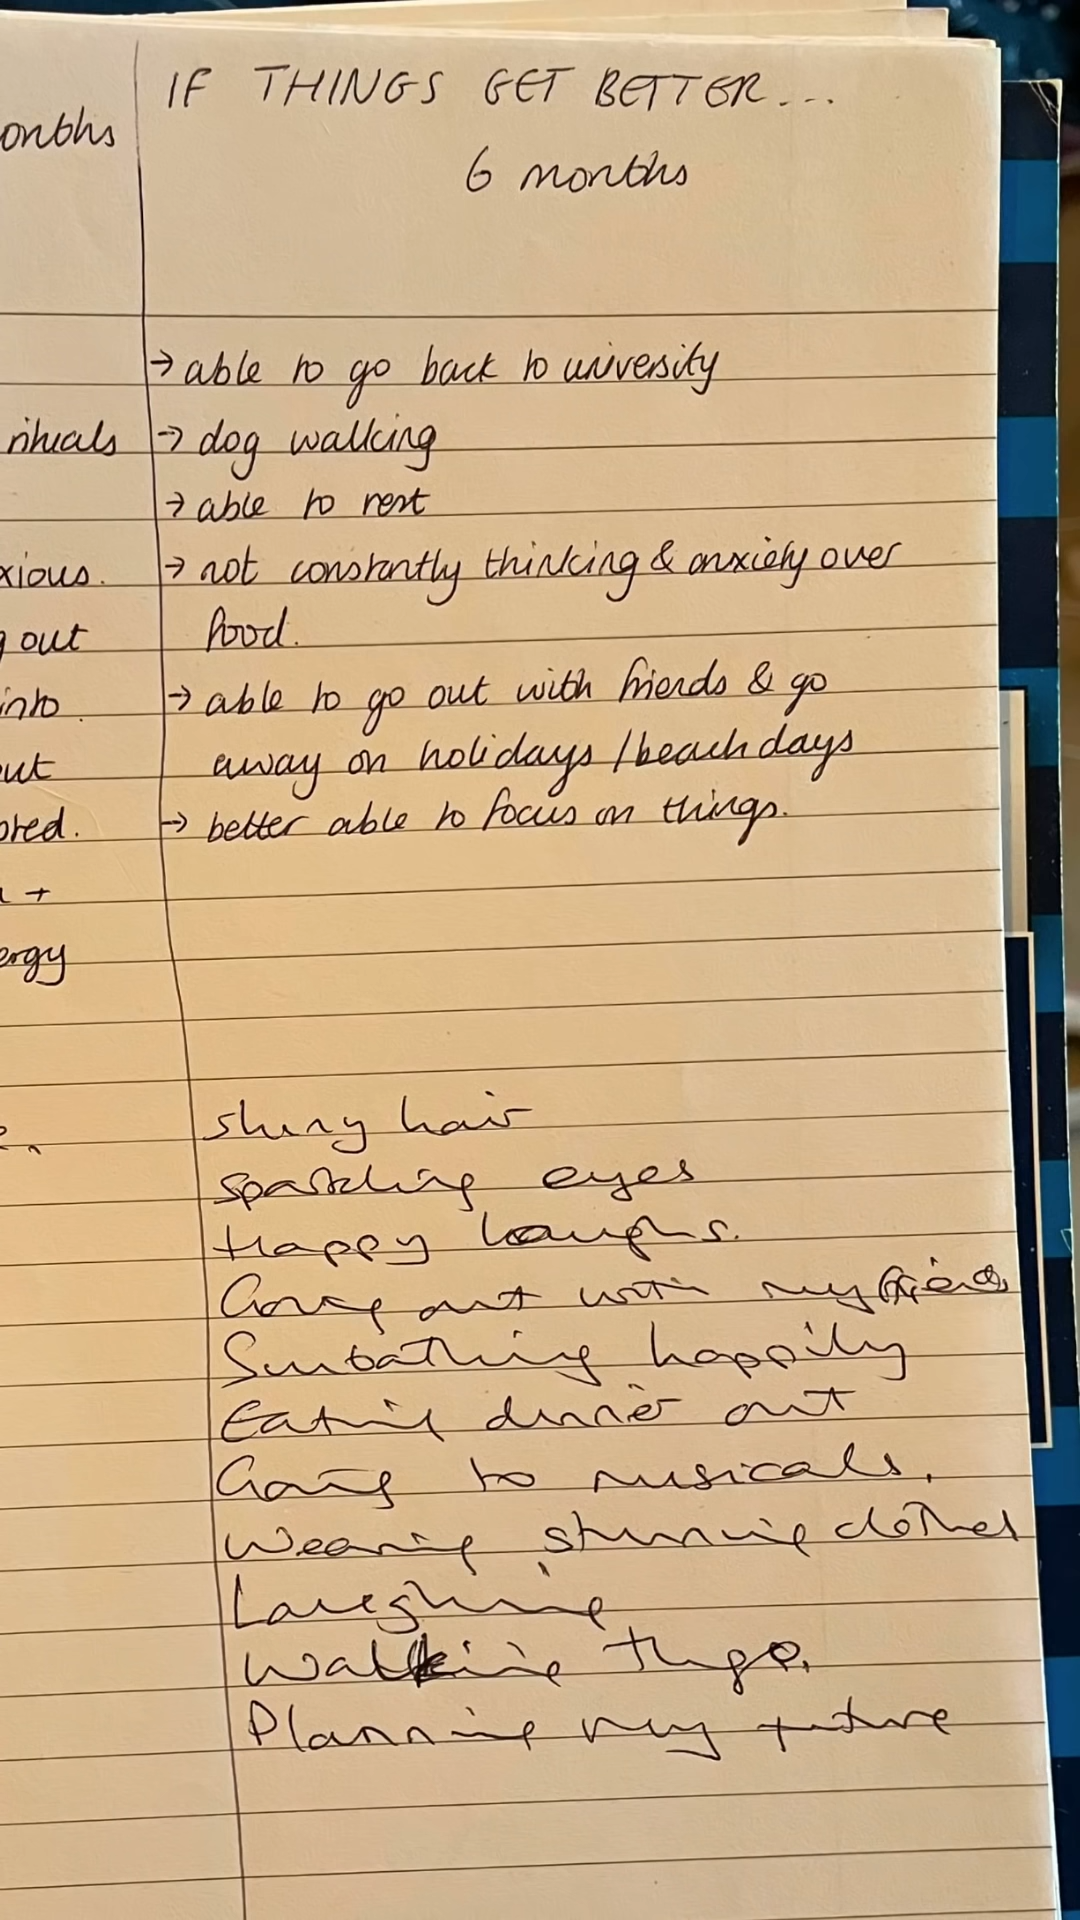 IF THINGS GET BETTER...
onths
6 months
→ able to go back to university
rituals
→ dog walking
→ able to rest
xious.
→ not constantly thinking & anxiety over
g out
food.
into.
→ able to go out with friends & go
ut
away on holidays / beach days
ored.
→ better able to focus on things.
+
ergy
shiny hair
sparkling eyes
Happy laughs.
Going out with my friends
Sunbathing happily
Eating dinner out
Going to musicals.
Wearing stunning clothes
Laughing
Walking
Planning my future